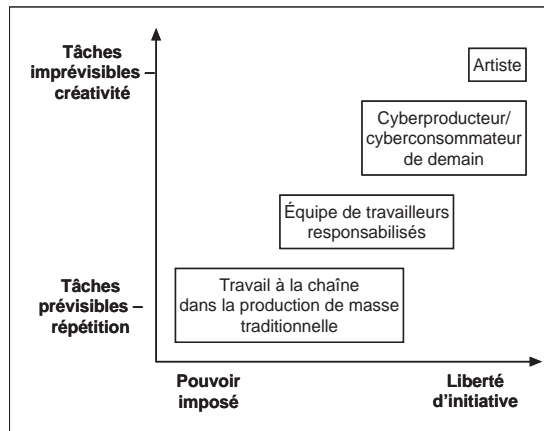 Tâches
imprévisibles –
créativité
Artiste
Cyberproducteur/
cyberconsommateur
de demain
Équipe de travailleurs
responsabilisés
Tâches
prévisibles –
répétition
Travail à la chaîne
dans la production de masse
traditionnelle
Pouvoir
imposé
Liberté
d'initiative